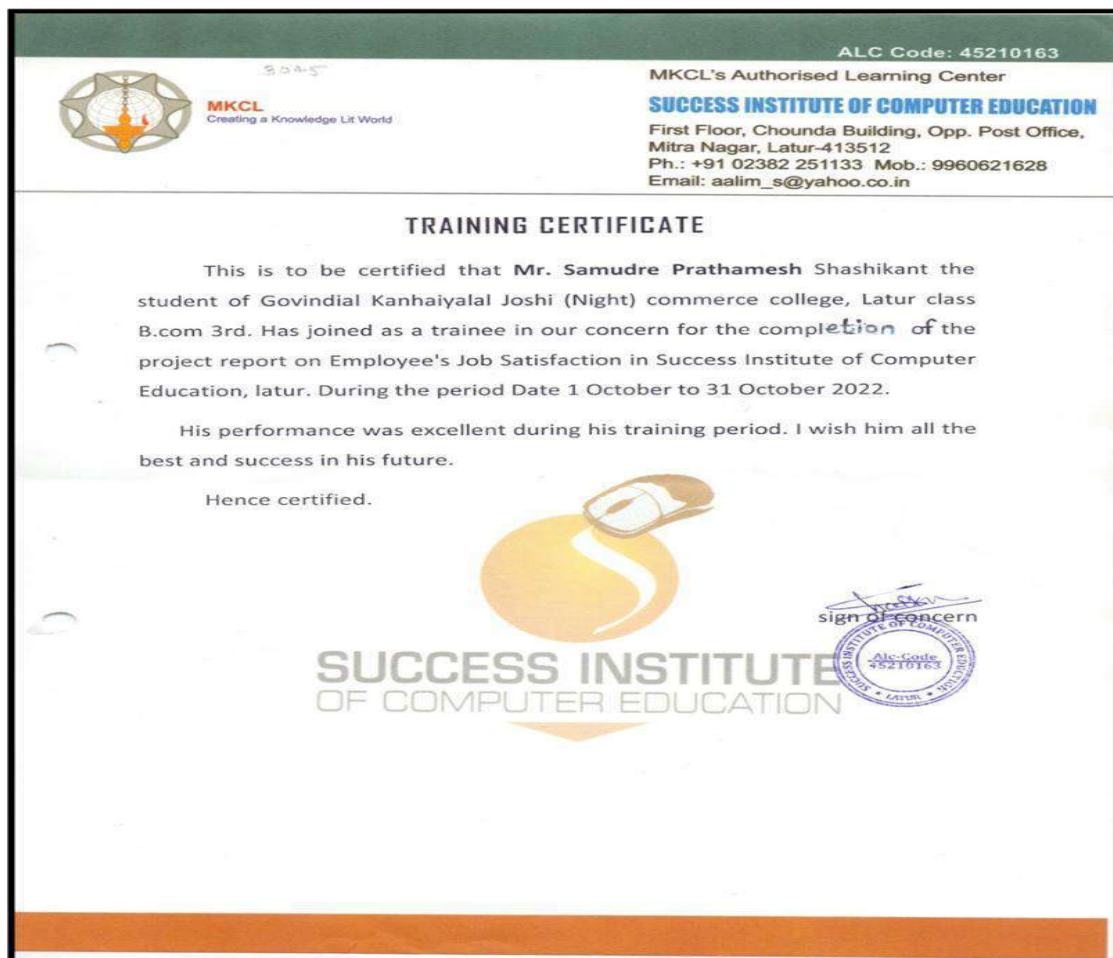 ALC Code: 45210163
3045
MKCL
Creating a Knowledge Lit World
MKCL's Authorised Learning Center
SUCCESS INSTITUTE OF COMPUTER EDUCATION
First Floor, Chounda Building, Opp. Post Office,
Mitra Nagar, Latur-413512
Ph.: +91 02382 251133 Mob.: 9960621628
Email: aalim_s@yahoo.co.in
TRAINING CERTIFICATE
This is to be certified that Mr. Samudre Prathamesh Shashikant the
student of Govindial Kanhaiyalal Joshi (Night) commerce college, Latur class
B.com 3rd. Has joined as a trainee in our concern for the completion of the
project report on Employee's Job Satisfaction in Success Institute of Computer
Education, latur. During the period Date 1 October to 31 October 2022.
His performance was excellent during his training period. I wish him all the
best and success in his future.
Hence certified.
sign of concern
SUCCESS INSTITUTE OF COMPUTER EDUCATION
Alc-Code
45210163
LATUR
SUCCESS INSTITUTE
OF COMPUTER EDUCATION